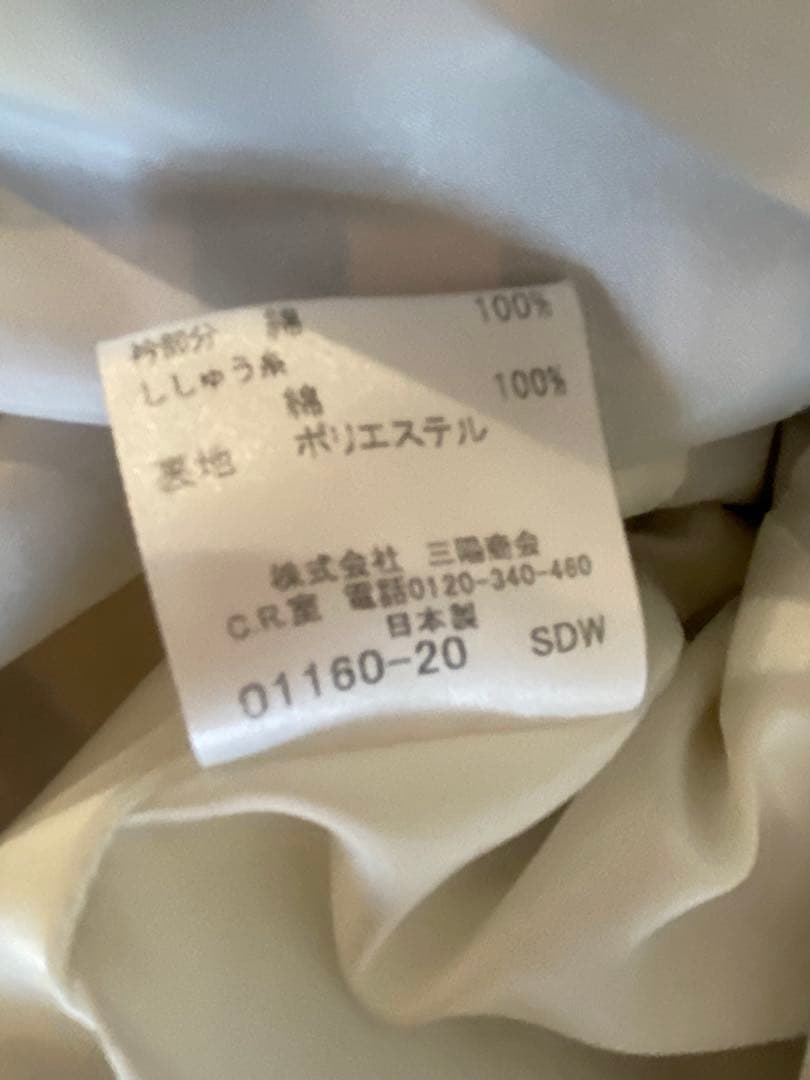 衿部分 綿 100%
ししゅう糸
綿 100%
裏地 ポリエステル
株式会社 三陽商会
C.R.室 電話0120-340-460
日本製
01160-20 SDW